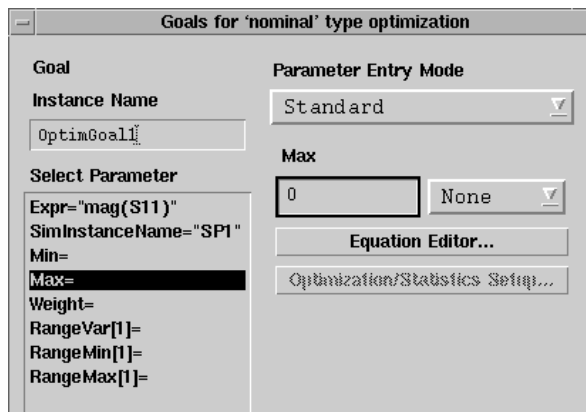 Goals for ‘nominal’ type optimization
Goal
Instance Name
OptimGoal1
Select Parameter
Expr="mag(S11)"
SimInstanceName="SP1"
Min=
Max=
Weight=
RangeVar[1]=
RangeMin[1]=
RangeMax[1]=
Parameter Entry Mode
Standard
Max
0
None
Equation Editor...
Optimization/Statistics Setup...